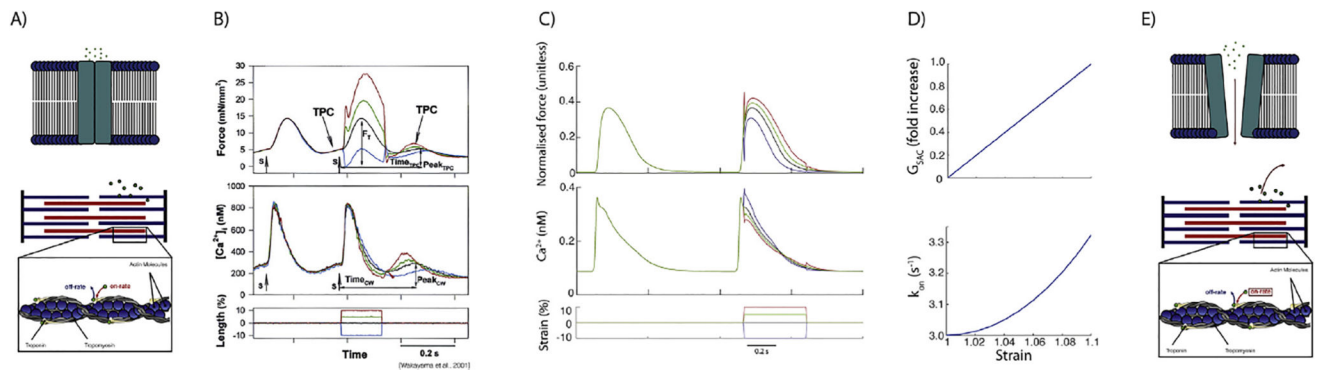 A)
off-rate
on-rate
Actin Molecules
Troponin
Tropomyosin
B)
Force (mN/mm²)
30
25
20
15
10
5
0
TPC
TPC
F_T
S
S
Time_TPC
Peak_TPC
[Ca²⁺]_i (nM)
1000
800
600
400
200
0
S
S
Time_CW
Peak_CW
Length (%)
10
0
-10
Time
0.2 s
[Wakayama et al., 2001]
C)
Normalised force (unitless)
0.6
0.4
0.2
0
Ca²⁺ (nM)
0.4
0.2
0
Strain (%)
10
0
-10
0.2 s
D)
G_SAC (fold increase)
1.0
0.8
0.6
0.4
0.2
0
k_on (s⁻¹)
3.3
3.2
3.1
3.0
1
1.02
1.04
1.06
1.08
1.1
Strain
E)
off-rate
on-rate
Actin Molecules
Troponin
Tropomyosin